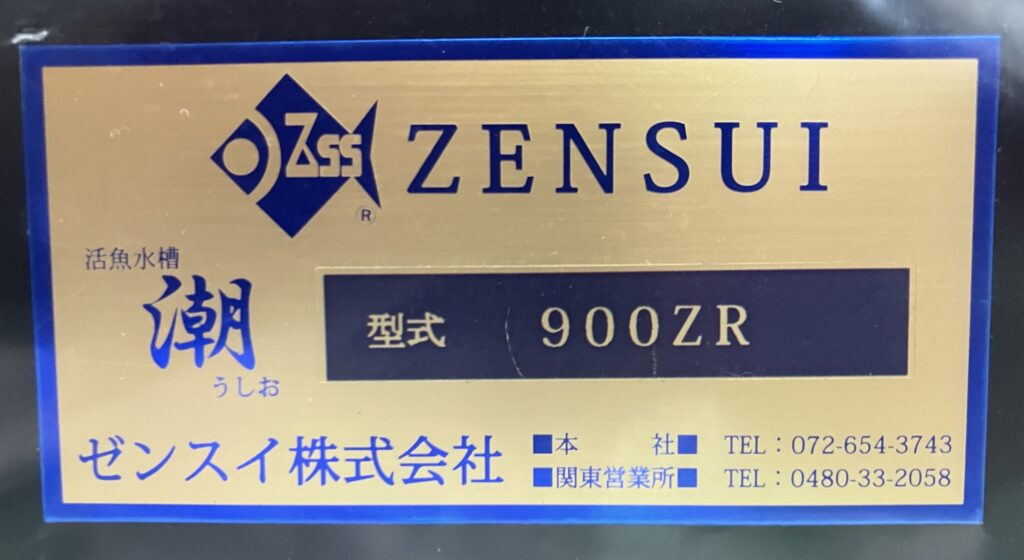 Zss ZENSUI
®
活魚水槽
潮
うしお
型式 900ZR
ゼンスイ株式会社
■本 社■ TEL:072-654-3743
■関東営業所■ TEL:0480-33-2058